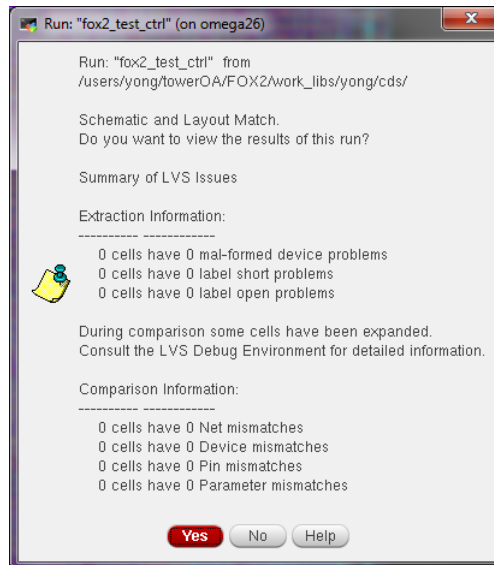 Run: "fox2_test_ctrl" (on omega26)
Run: "fox2_test_ctrl" from
/users/yong/towerOA/FOX2/work_libs/yong/cds/
Schematic and Layout Match.
Do you want to view the results of this run?
Summary of LVS Issues
Extraction Information:
---------- ------------
0 cells have 0 mal-formed device problems
0 cells have 0 label short problems
0 cells have 0 label open problems
During comparison some cells have been expanded.
Consult the LVS Debug Environment for detailed information.
Comparison Information:
---------- ------------
0 cells have 0 Net mismatches
0 cells have 0 Device mismatches
0 cells have 0 Pin mismatches
0 cells have 0 Parameter mismatches
Yes No Help